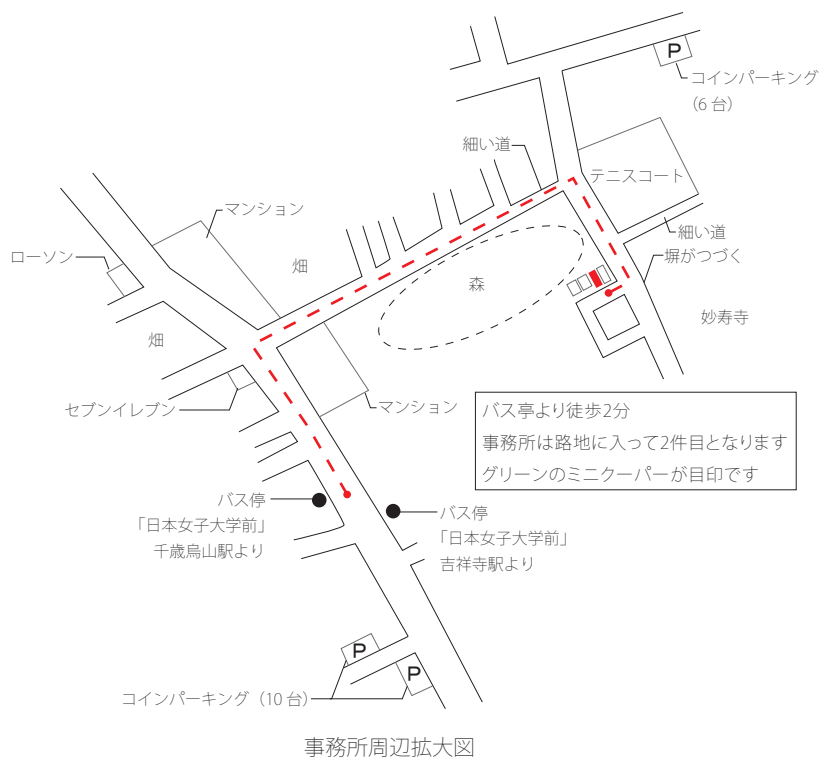 P
コインパーキング
（6 台）
細い道
テニスコート
マンション
細い道
ローソン
畑
塀がつづく
森
妙寿寺
畑
セブンイレブン
マンション
バス亭より徒歩2分
事務所は路地に入って2件目となります
グリーンのミニクーパーが目印です
バス停
「日本女子大学前」
千歳烏山駅より
バス停
「日本女子大学前」
吉祥寺駅より
P
P
コインパーキング（10 台）
事務所周辺拡大図